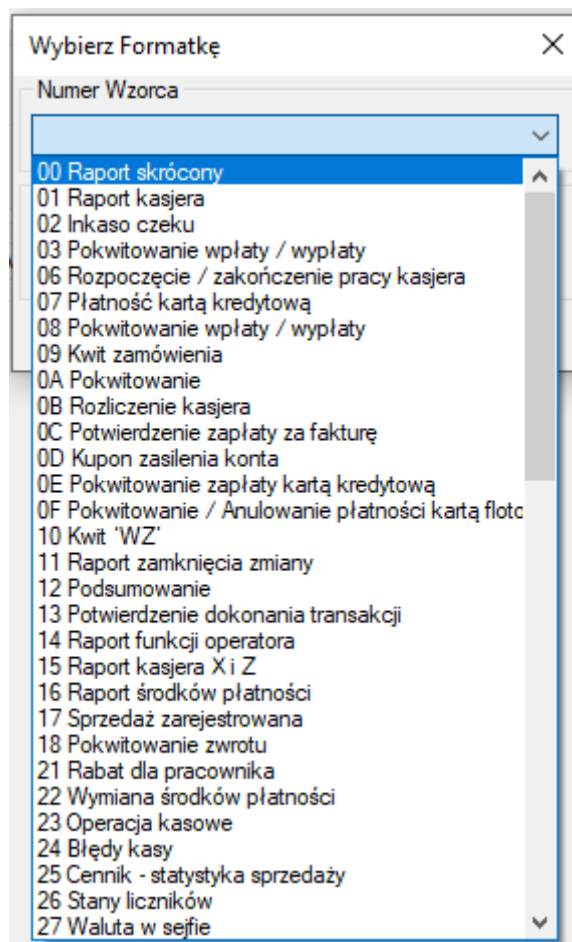 Wybierz Formatkę
Numer Wzorca
00 Raport skrócony
01 Raport kasjera
02 Inkaso czeku
03 Pokwitowanie wpłaty / wypłaty
06 Rozpoczęcie / zakończenie pracy kasjera
07 Płatność kartą kredytową
08 Pokwitowanie wpłaty / wypłaty
09 Kwit zamówienia
0A Pokwitowanie
0B Rozliczenie kasjera
0C Potwierdzenie zapłaty za fakturę
0D Kupon zasilenia konta
0E Pokwitowanie zapłaty kartą kredytową
0F Pokwitowanie / Anulowanie płatności kartą floto
10 Kwit 'WZ'
11 Raport zamknięcia zmiany
12 Podsumowanie
13 Potwierdzenie dokonania transakcji
14 Raport funkcji operatora
15 Raport kasjera X i Z
16 Raport środków płatności
17 Sprzedaż zarejestrowana
18 Pokwitowanie zwrotu
21 Rabat dla pracownika
22 Wymiana środków płatności
23 Operacja kasowe
24 Błędy kasy
25 Cennik - statystyka sprzedaży
26 Stany liczników
27 Waluta w sejfie